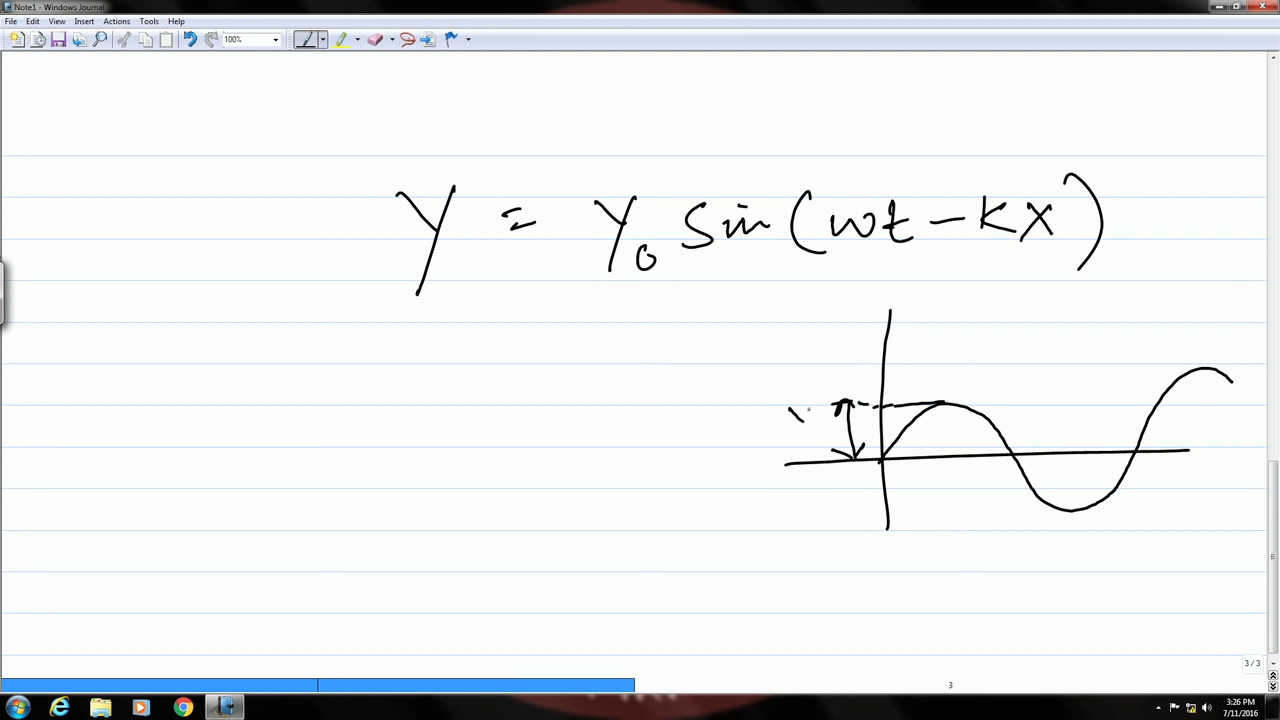 Note1 - Windows Journal
File Edit View Insert Actions Tools Help
100%
Y = Y₀ sin(ωt - kx)
3 / 3
3
3:26 PM
7/11/2016